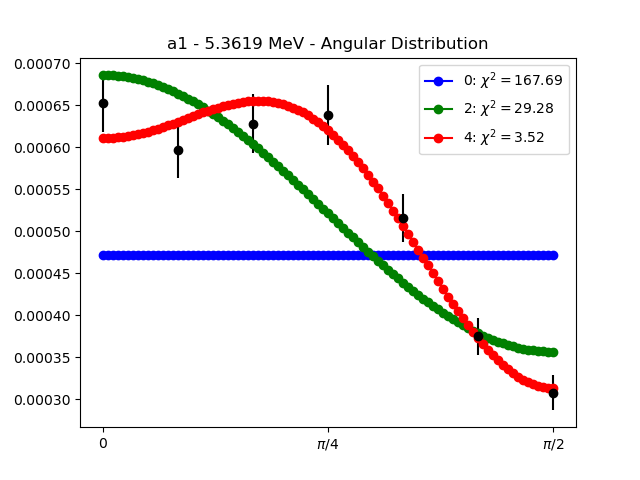 a1 - 5.3619 MeV - Angular Distribution
0.00070
0.00065
0.00060
0.00055
0.00050
0.00045
0.00040
0.00035
0.00030
0: χ² = 167.69
2: χ² = 29.28
4: χ² = 3.52
0 π/4 π/2